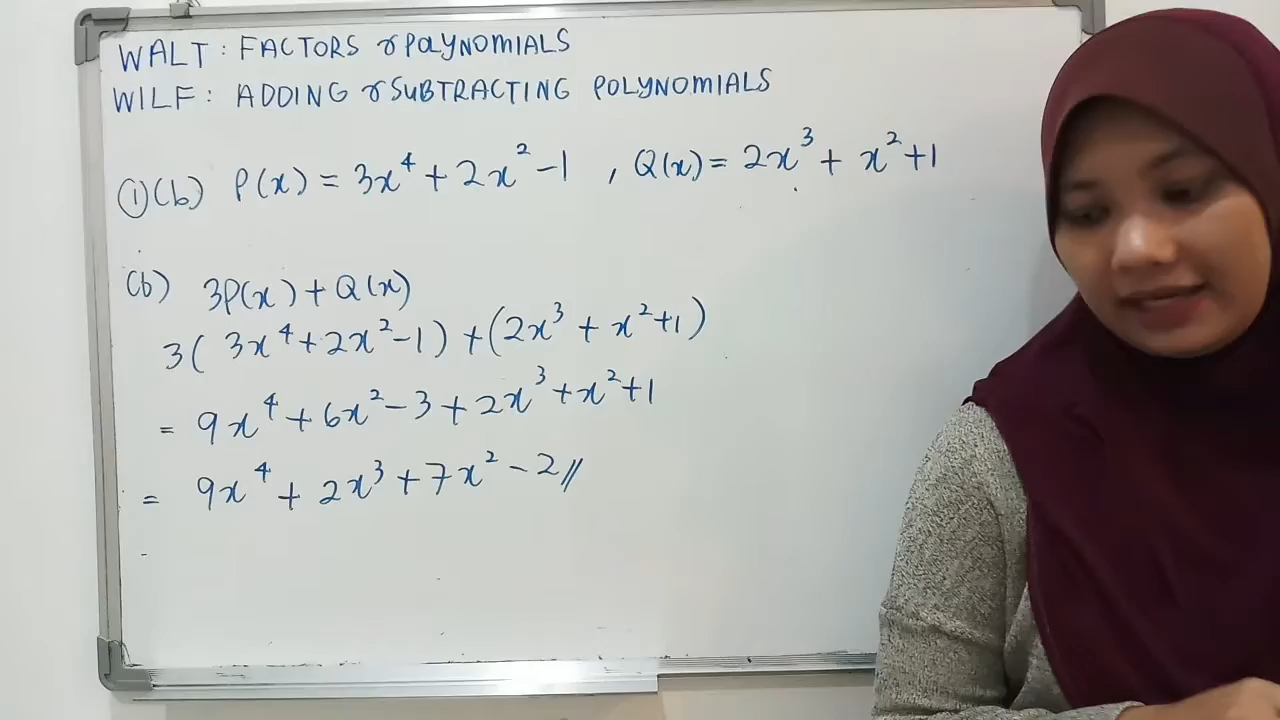 WALT : FACTORS & POLYNOMIALS
WILF : ADDING & SUBTRACTING POLYNOMIALS
①(b) P(x) = 3x⁴ + 2x² - 1 , Q(x) = 2x³ + x² + 1
(b) 3P(x) + Q(x)
3( 3x⁴ + 2x² - 1) + (2x³ + x² + 1)
= 9x⁴ + 6x² - 3 + 2x³ + x² + 1
= 9x⁴ + 2x³ + 7x² - 2//